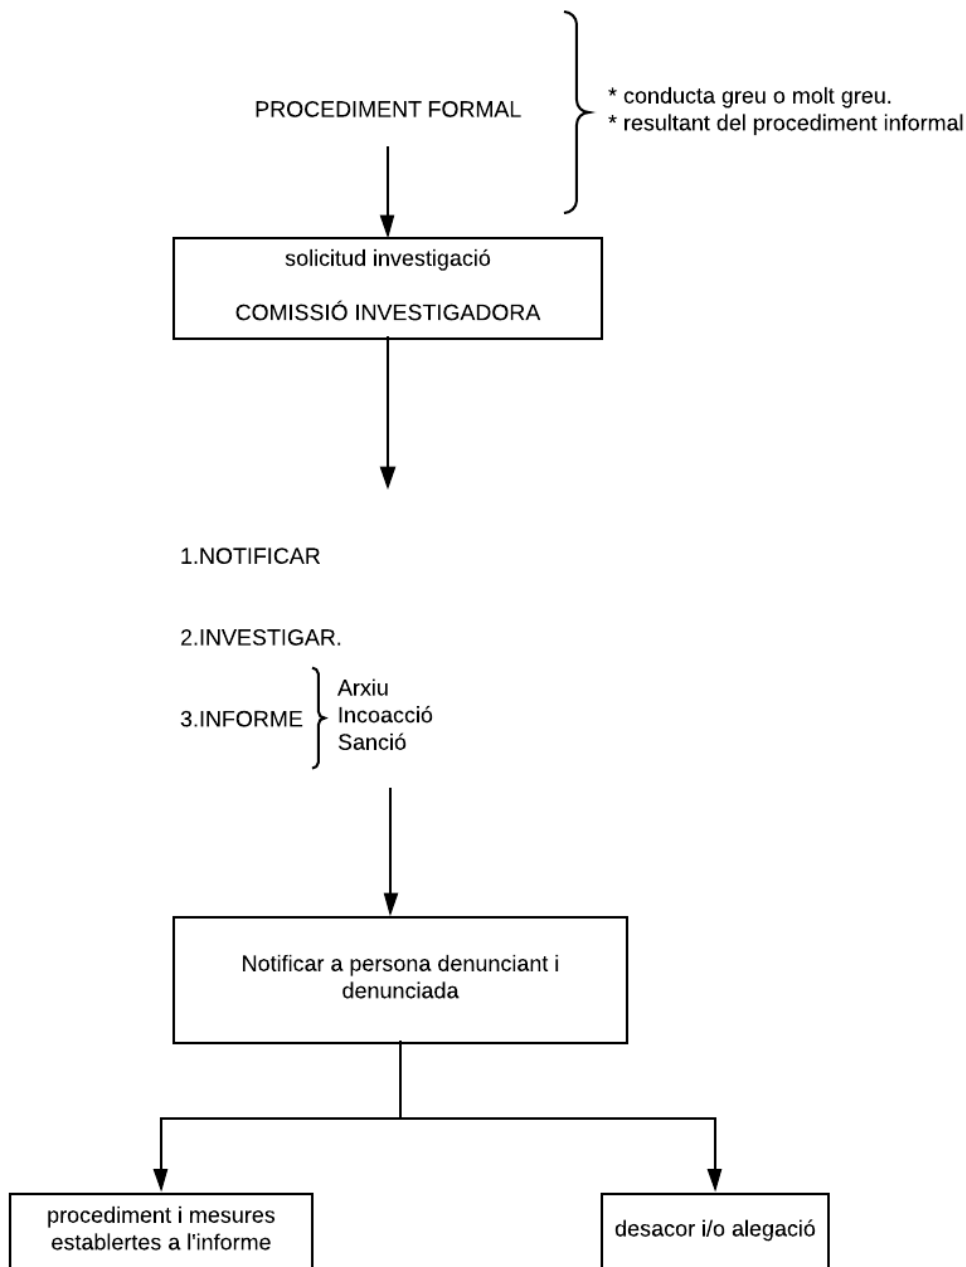 PROCEDIMENT FORMAL
* conducta greu o molt greu.
* resultant del procediment informal
solicitud investigació
COMISSIÓ INVESTIGADORA
1.NOTIFICAR
2.INVESTIGAR.
3.INFORME
Arxiu
Incoacció
Sanció
Notificar a persona denunciant i
denunciada
procediment i mesures
establertes a l'informe
desacor i/o alegació